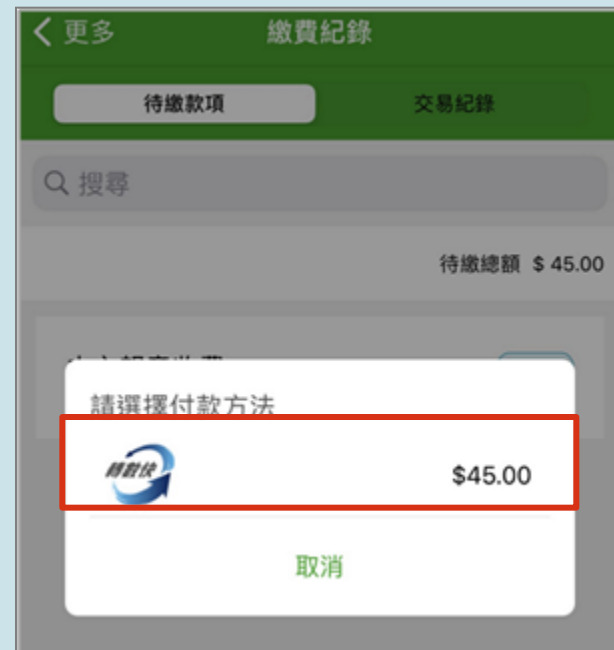 更多 繳費紀錄
待繳款項 交易紀錄
搜尋
待繳總額 $ 45.00
請選擇付款方法
轉數快 $45.00
取消